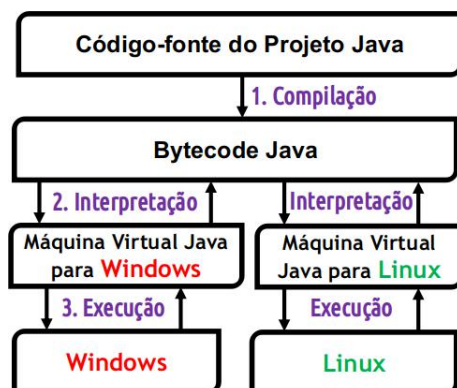 Código-fonte do Projeto Java
1. Compilação
Bytecode Java
2. Interpretação
Interpretação
Máquina Virtual Java
para Windows
Máquina Virtual
Java para Linux
3. Execução
Execução
Windows
Linux